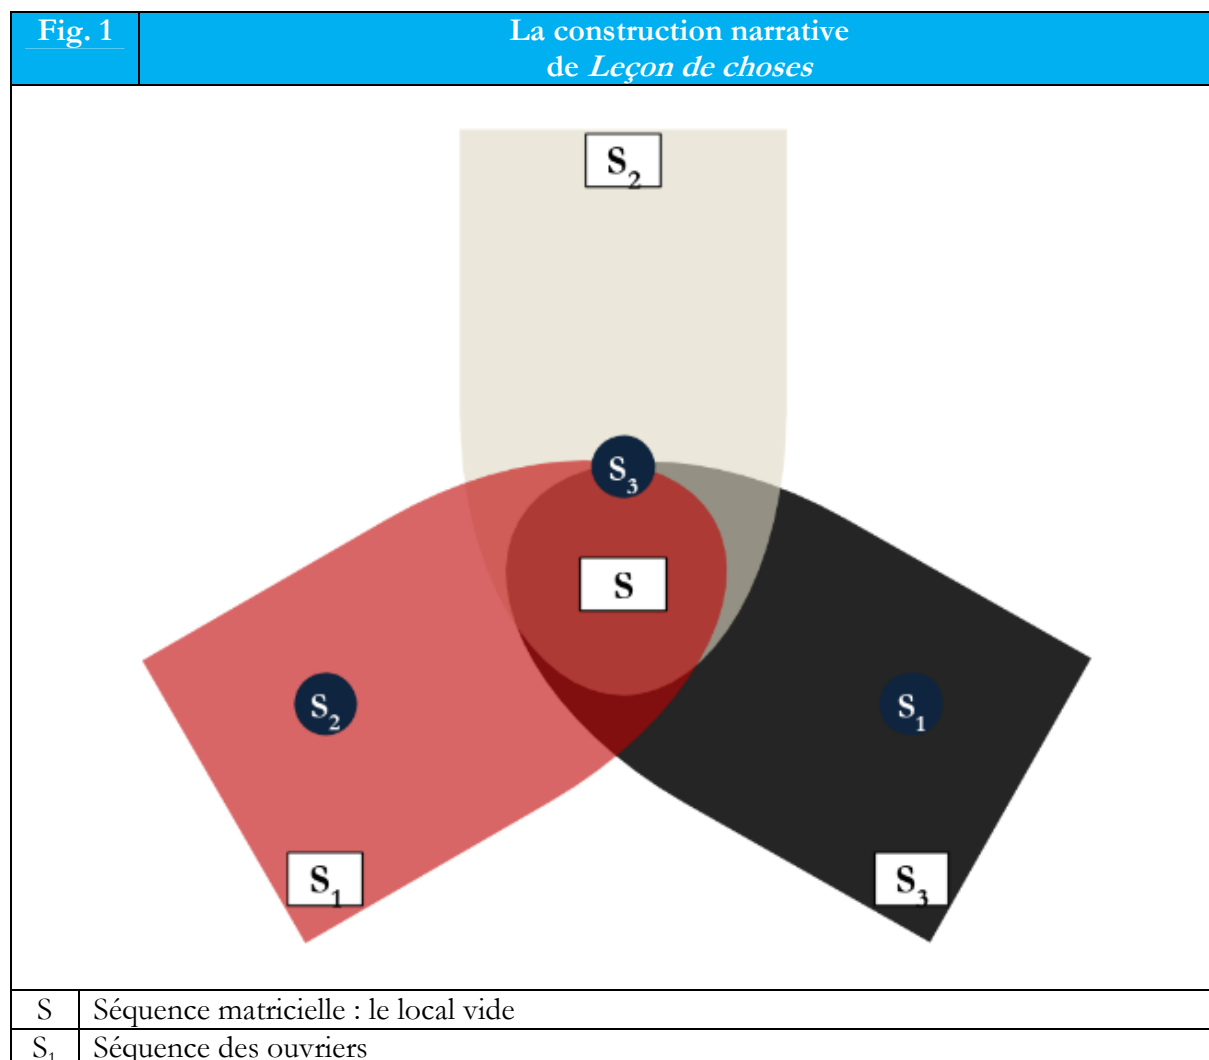 Fig. 1
La construction narrative
de Leçon de choses
S₂
S₃
S
S₂
S₁
S₁
S₃
S Séquence matricielle : le local vide
S₁ Séquence des ouvriers